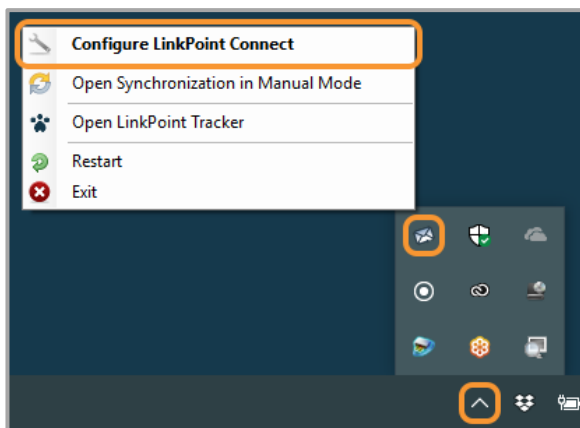 Configure LinkPoint Connect
Open Synchronization in Manual Mode
Open LinkPoint Tracker
Restart
Exit